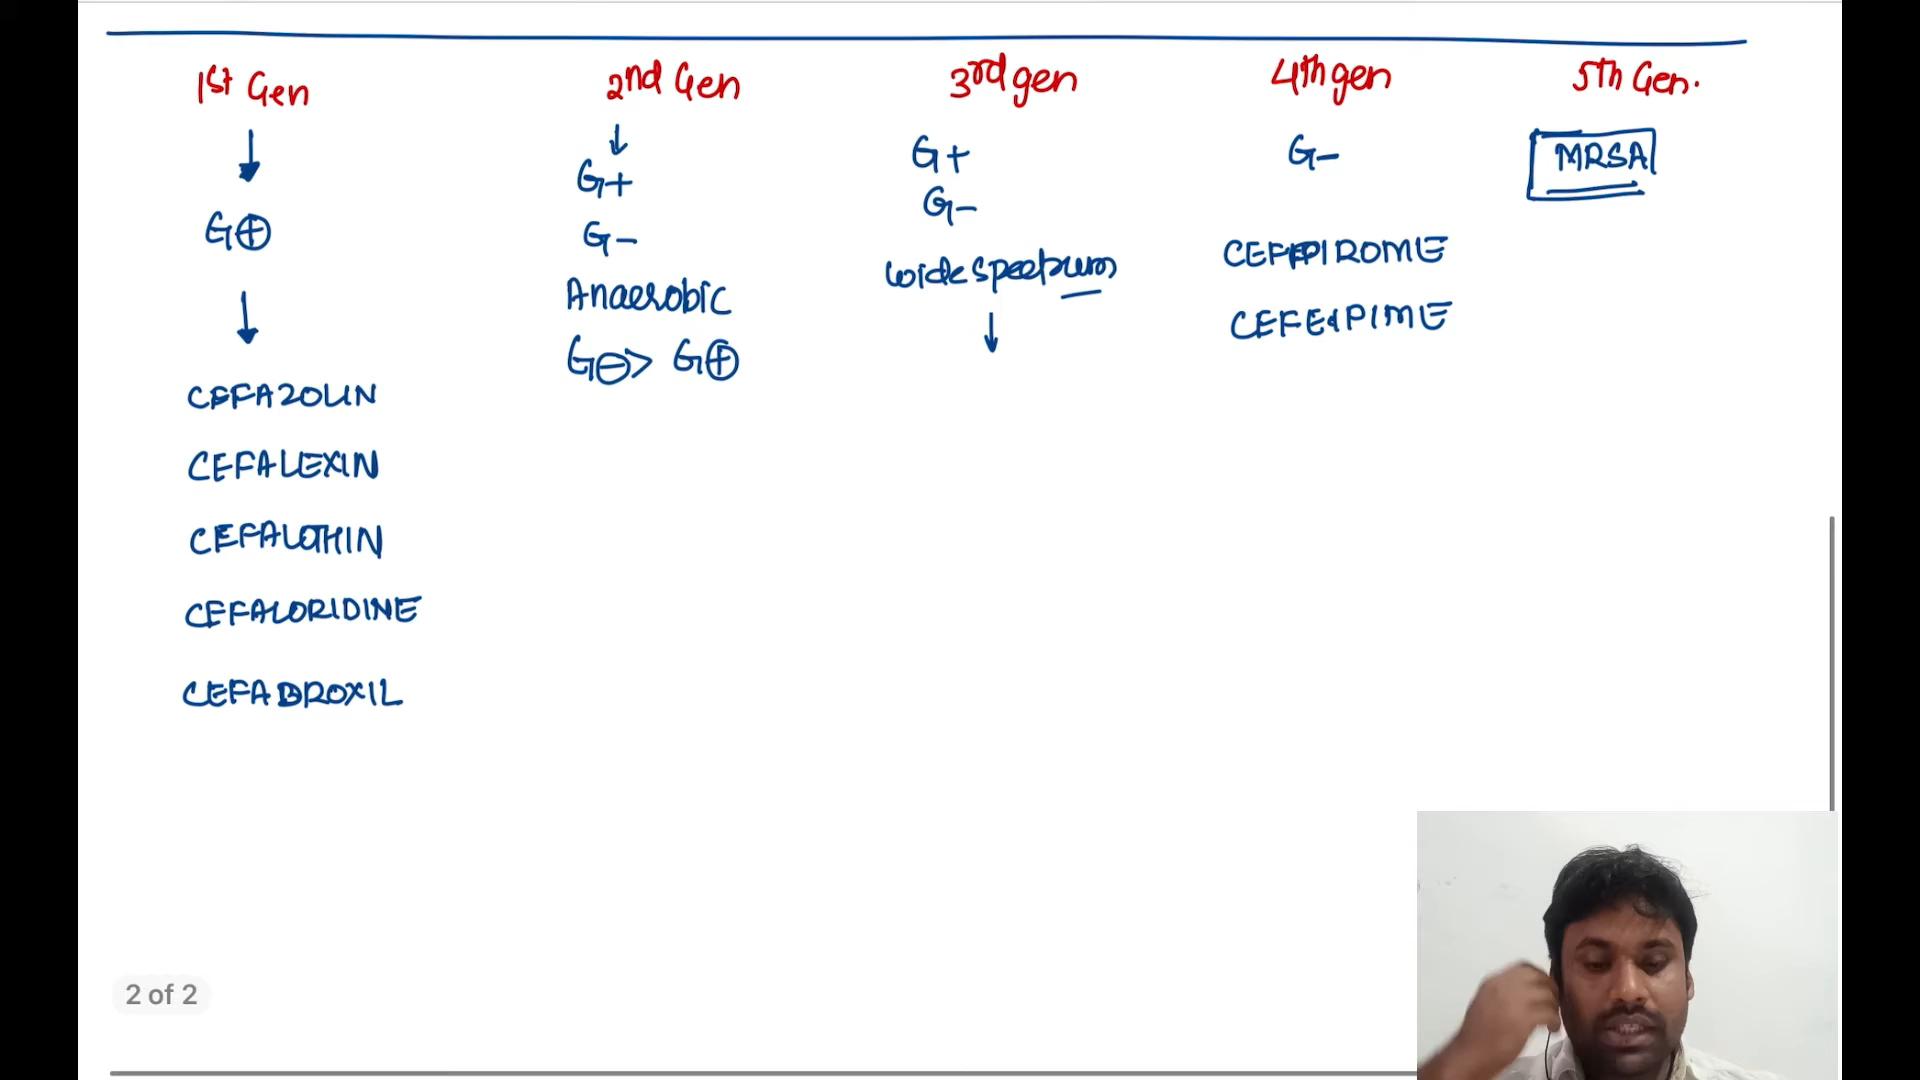 1st Gen
G⊕
CEFAZOLIN
CEFALEXIN
CEFALOTHIN
CEFALORIDINE
CEFADROXIL
2nd Gen
G+
G-
Anaerobic
G⊖> G⊕
3rd gen
G+
G-
wide spectrum
4th gen
G-
CEFPIROME
CEFEPIME
5th Gen.
MRSA
2 of 2